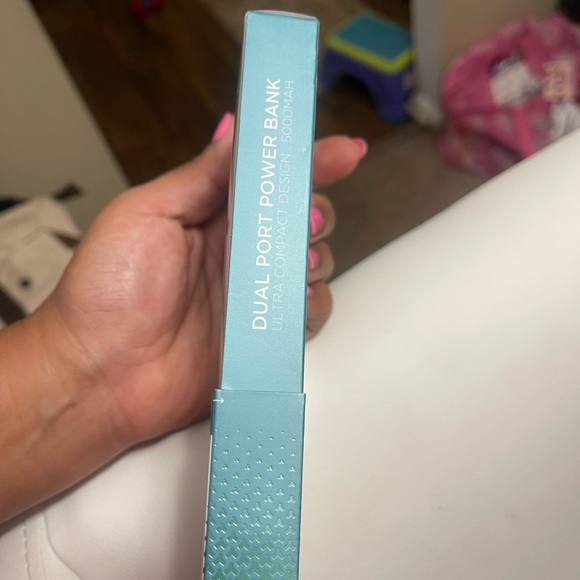 DUAL PORT POWER BANK
ULTRA COMPACT DESIGN 5000MAH